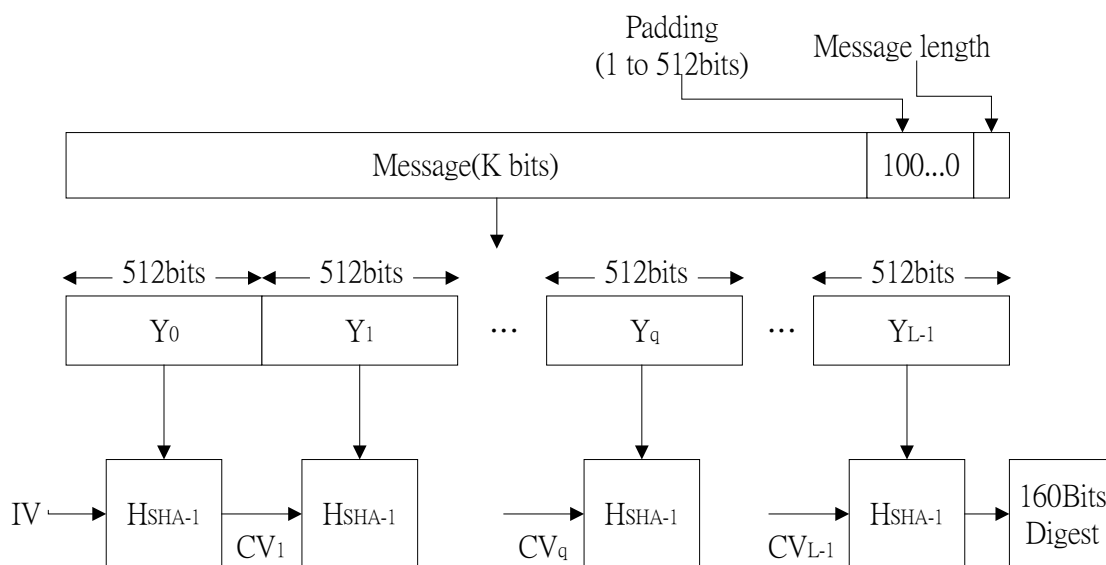 Padding
(1 to 512bits)
Message length
Message(K bits)
100...0
512bits
512bits
512bits
512bits
Y0
Y1
...
Yq
...
YL-1
IV
HSHA-1
CV1
HSHA-1
CVq
HSHA-1
CVL-1
HSHA-1
160Bits
Digest